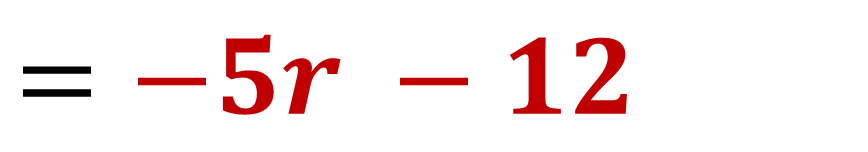 = −5r − 12